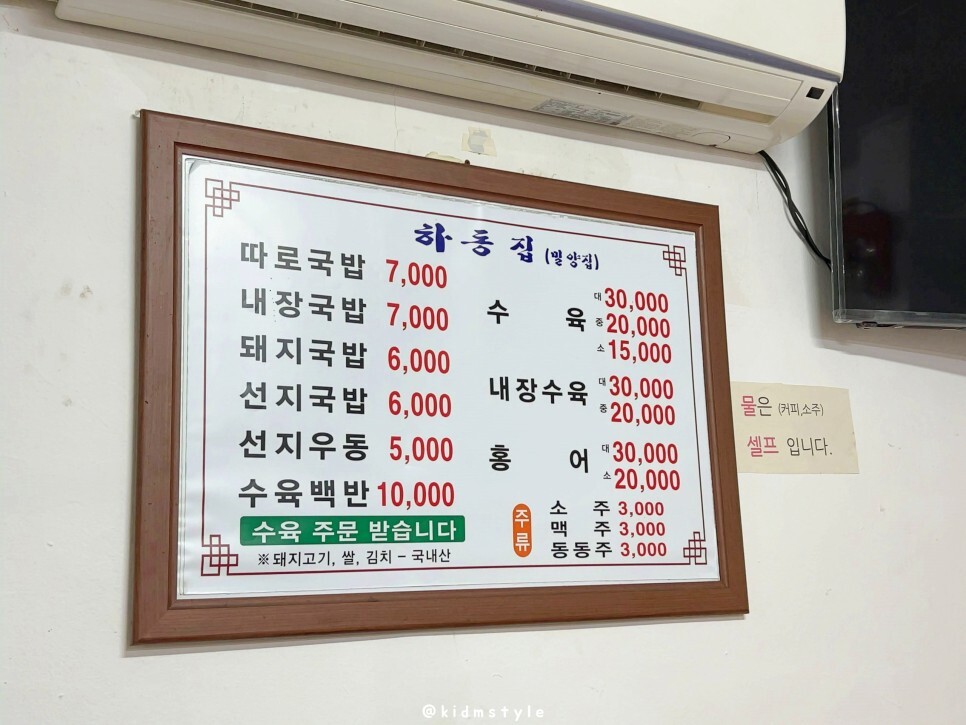 하동집 (밀양집)
따로국밥 7,000
내장국밥 7,000
돼지국밥 6,000
선지국밥 6,000
선지우동 5,000
수육백반 10,000
수육 주문 받습니다
※돼지고기, 쌀, 김치 - 국내산
수육 대 30,000
중 20,000
소 15,000
내장수육 대 30,000
중 20,000
홍어 대 30,000
소 20,000
주류
소주 3,000
맥주 3,000
동동주 3,000
물은 (커피,소주)
셀프 입니다.
@kidmstyle